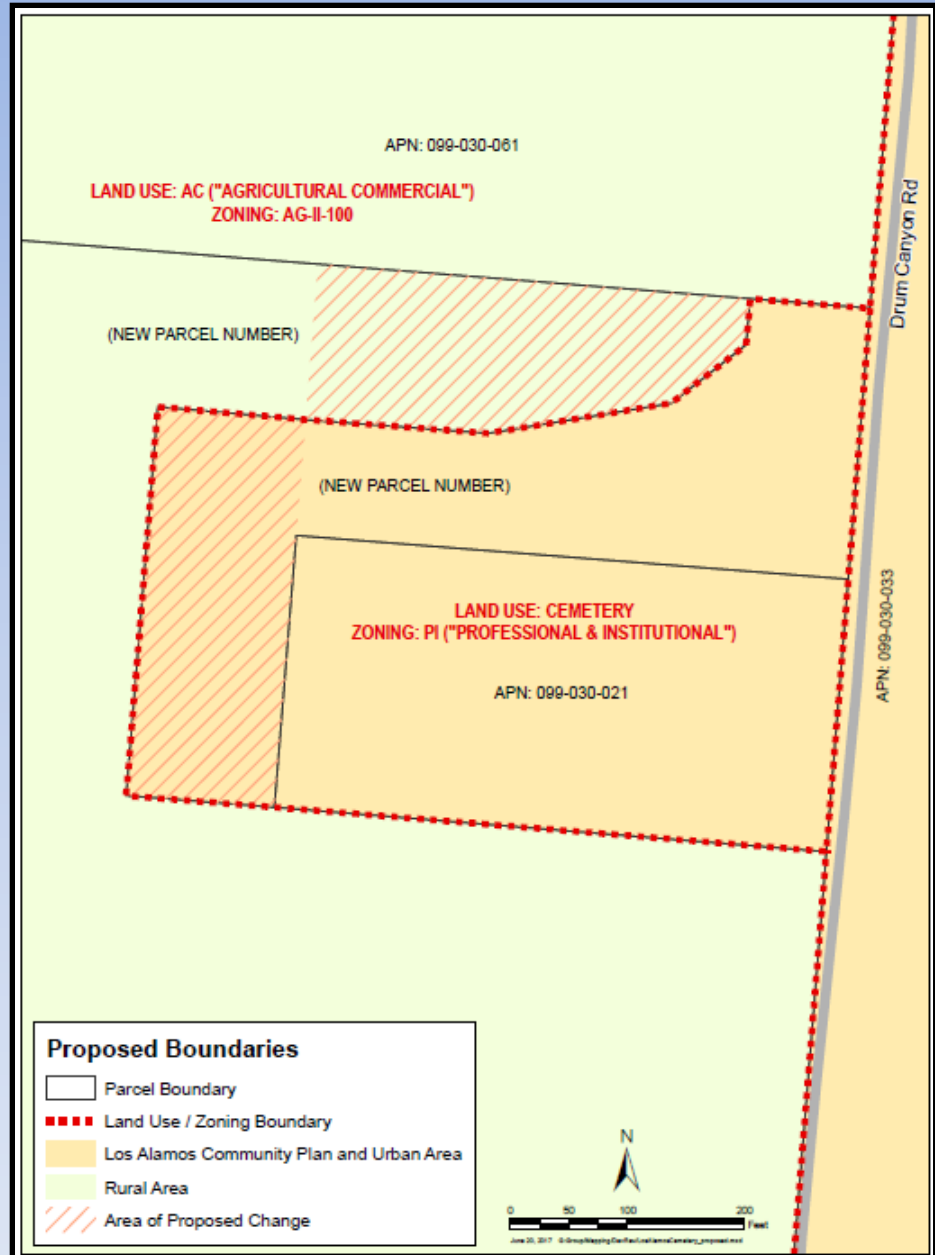 APN: 099-030-061
LAND USE: AC ("AGRICULTURAL COMMERCIAL")
ZONING: AG-II-100
Drum Canyon Rd
(NEW PARCEL NUMBER)
(NEW PARCEL NUMBER)
LAND USE: CEMETERY
ZONING: PI ("PROFESSIONAL & INSTITUTIONAL")
APN: 099-030-021
APN: 099-030-033
Proposed Boundaries
Parcel Boundary
Land Use / Zoning Boundary
Los Alamos Community Plan and Urban Area
Rural Area
Area of Proposed Change
N
0 50 100 200
Feet
June 20, 2017